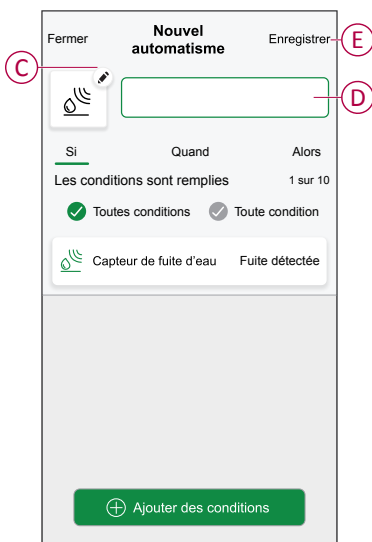 Fermer
Nouvel
automatisme
Enregistrer
E
C
D
Si
Quand
Alors
Les conditions sont remplies
1 sur 10
Toutes conditions
Toute condition
Capteur de fuite d'eau
Fuite détectée
Ajouter des conditions